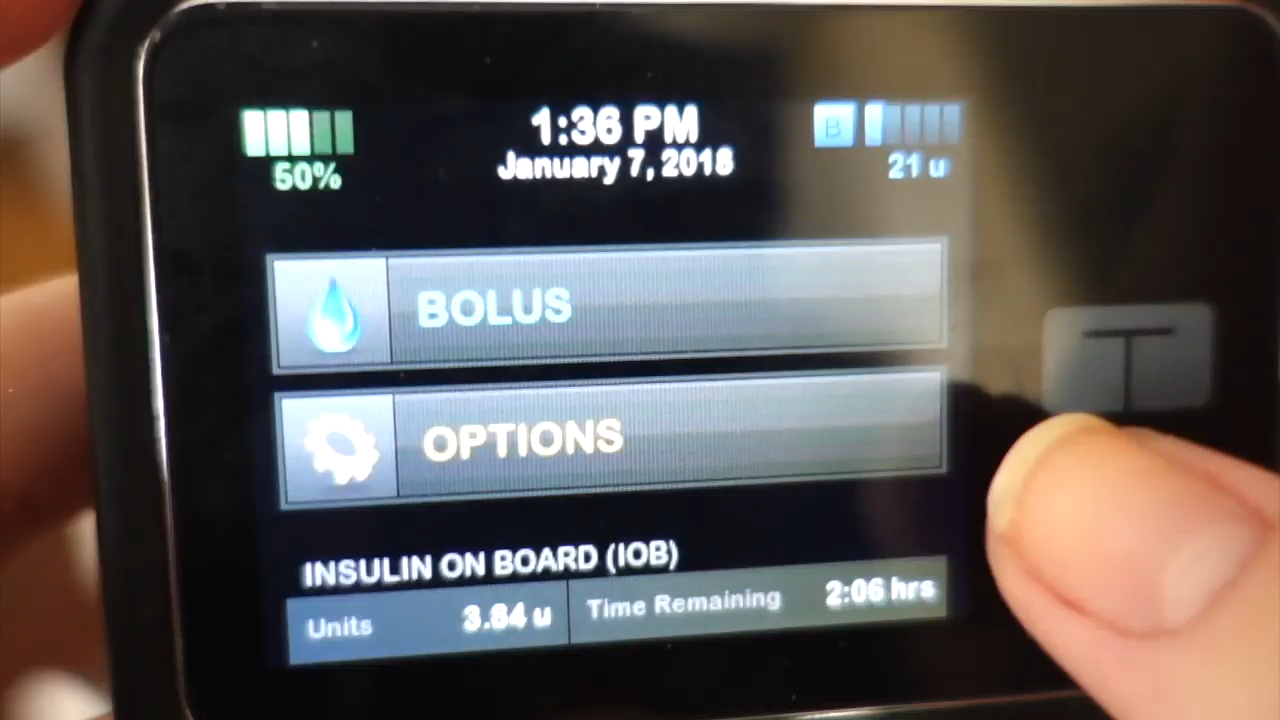 1:36 PM
January 7, 2018
50%
B
21 u
BOLUS
OPTIONS
INSULIN ON BOARD (IOB)
Units 3.84 u Time Remaining 2:06 hrs
T